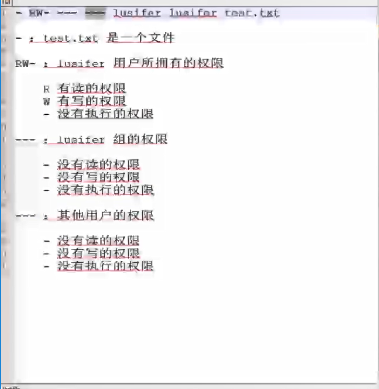 - RW- --- --- lusifer lusifer test.txt
- : test.txt 是一个文件
RW- : lusifer 用户所拥有的权限
R 有读的权限
W 有写的权限
- 没有执行的权限
--- : lusifer 组的权限
- 没有读的权限
- 没有写的权限
- 没有执行的权限
--- : 其他用户的权限
- 没有读的权限
- 没有写的权限
- 没有执行的权限